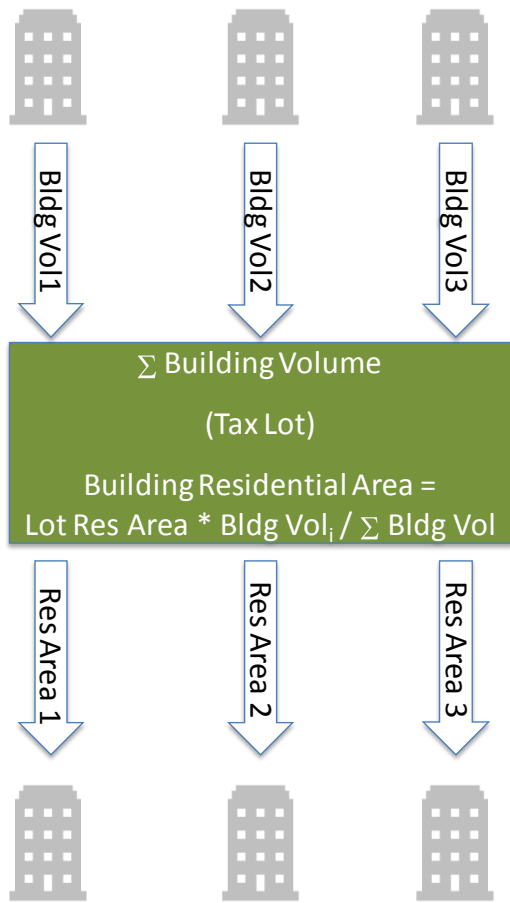 Bldg Vol1
Bldg Vol2
Bldg Vol3
∑ Building Volume
(Tax Lot)
Building Residential Area =
Lot Res Area * Bldg Volᵢ / ∑ Bldg Vol
Res Area 1
Res Area 2
Res Area 3